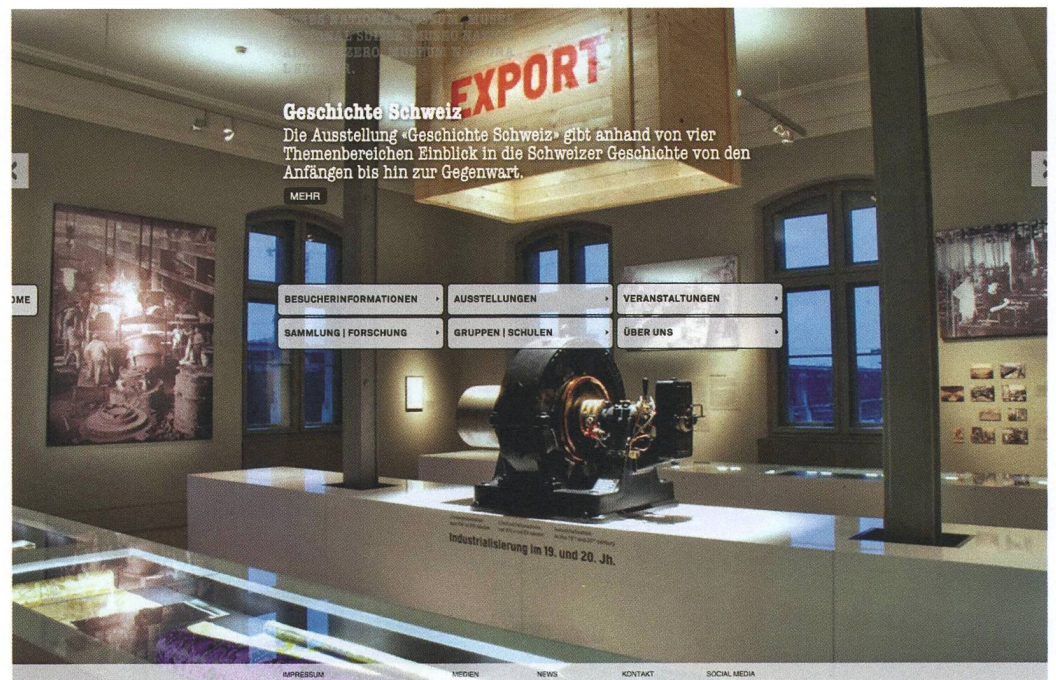 EXPORT
Geschichte Schweiz
Die Ausstellung «Geschichte Schweiz» gibt anhand von vier
Themenbereichen Einblick in die Schweizer Geschichte von den
Anfängen bis hin zur Gegenwart.
MEHR
OME
BESUCHERINFORMATIONEN
AUSSTELLUNGEN
VERANSTALTUNGEN
SAMMLUNG | FORSCHUNG
GRUPPEN | SCHULEN
ÜBER UNS
Industrialisierung im 19. und 20. Jh.
IMPRESSUM
MEDIEN
NEWS
KONTAKT
SOCIAL MEDIA